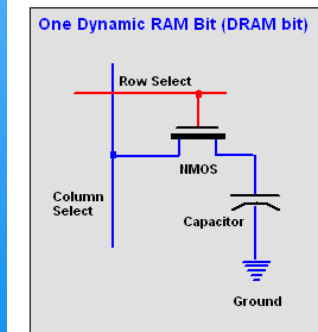 One Dynamic RAM Bit (DRAM bit)
Row Select
NMOS
Column
Select
Capacitor
Ground